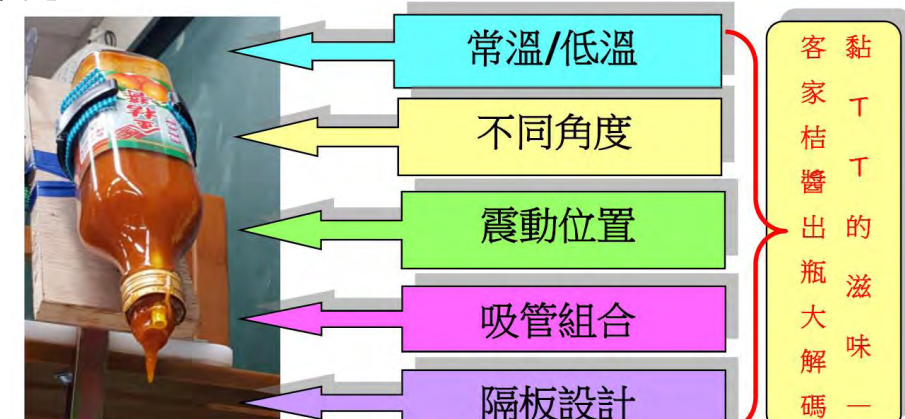 常溫/低溫
不同角度
震動位置
吸管組合
隔板設計
黏ㄒㄒ的滋味—
客家桔醬出瓶大解碼